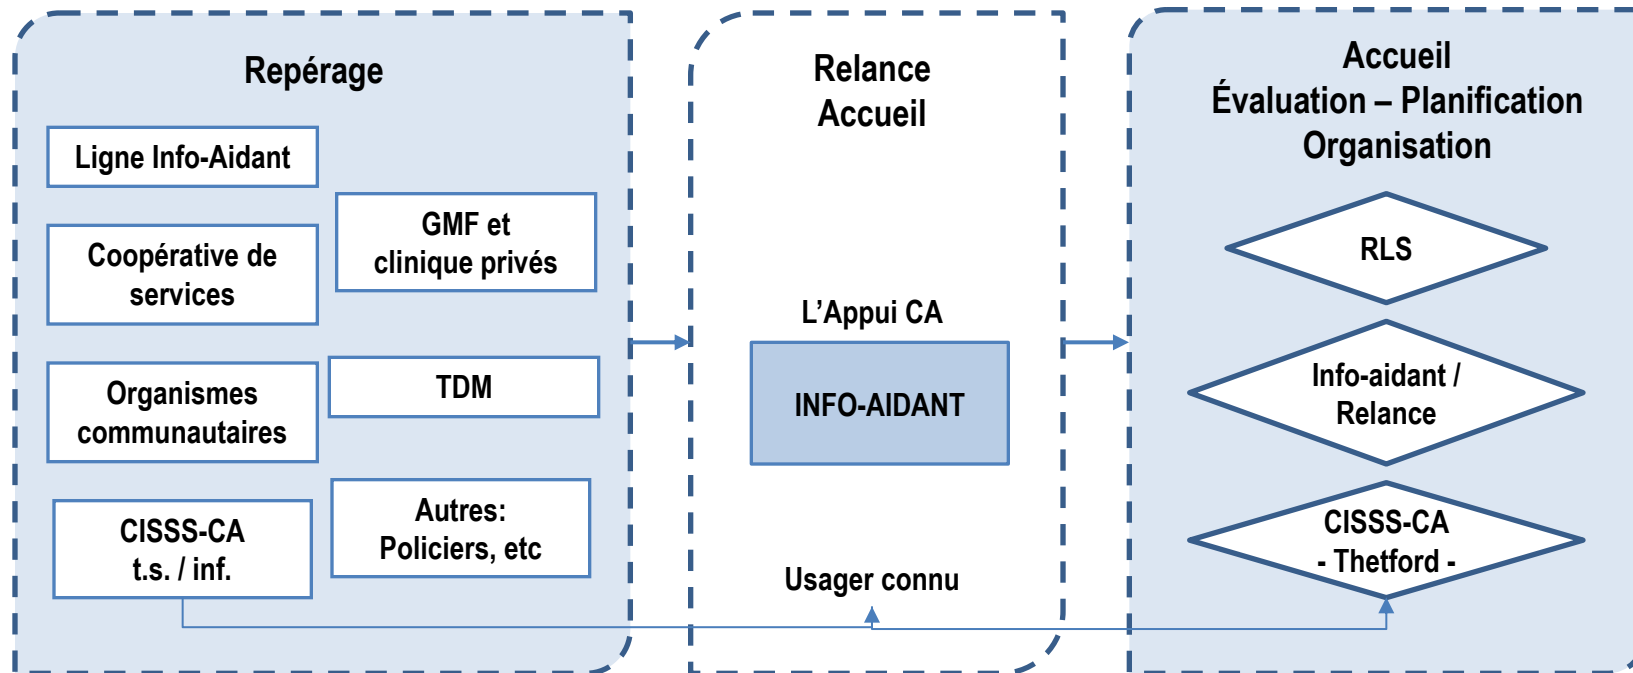 Repérage
Ligne Info-Aidant
GMF et
clinique privés
Coopérative de
services
TDM
Organismes
communautaires
Autres:
Policiers, etc
CISSS-CA
t.s. / inf.
Relance
Accueil
L’Appui CA
INFO-AIDANT
Usager connu
Accueil
Évaluation – Planification
Organisation
RLS
Info-aidant /
Relance
CISSS-CA
- Thetford -